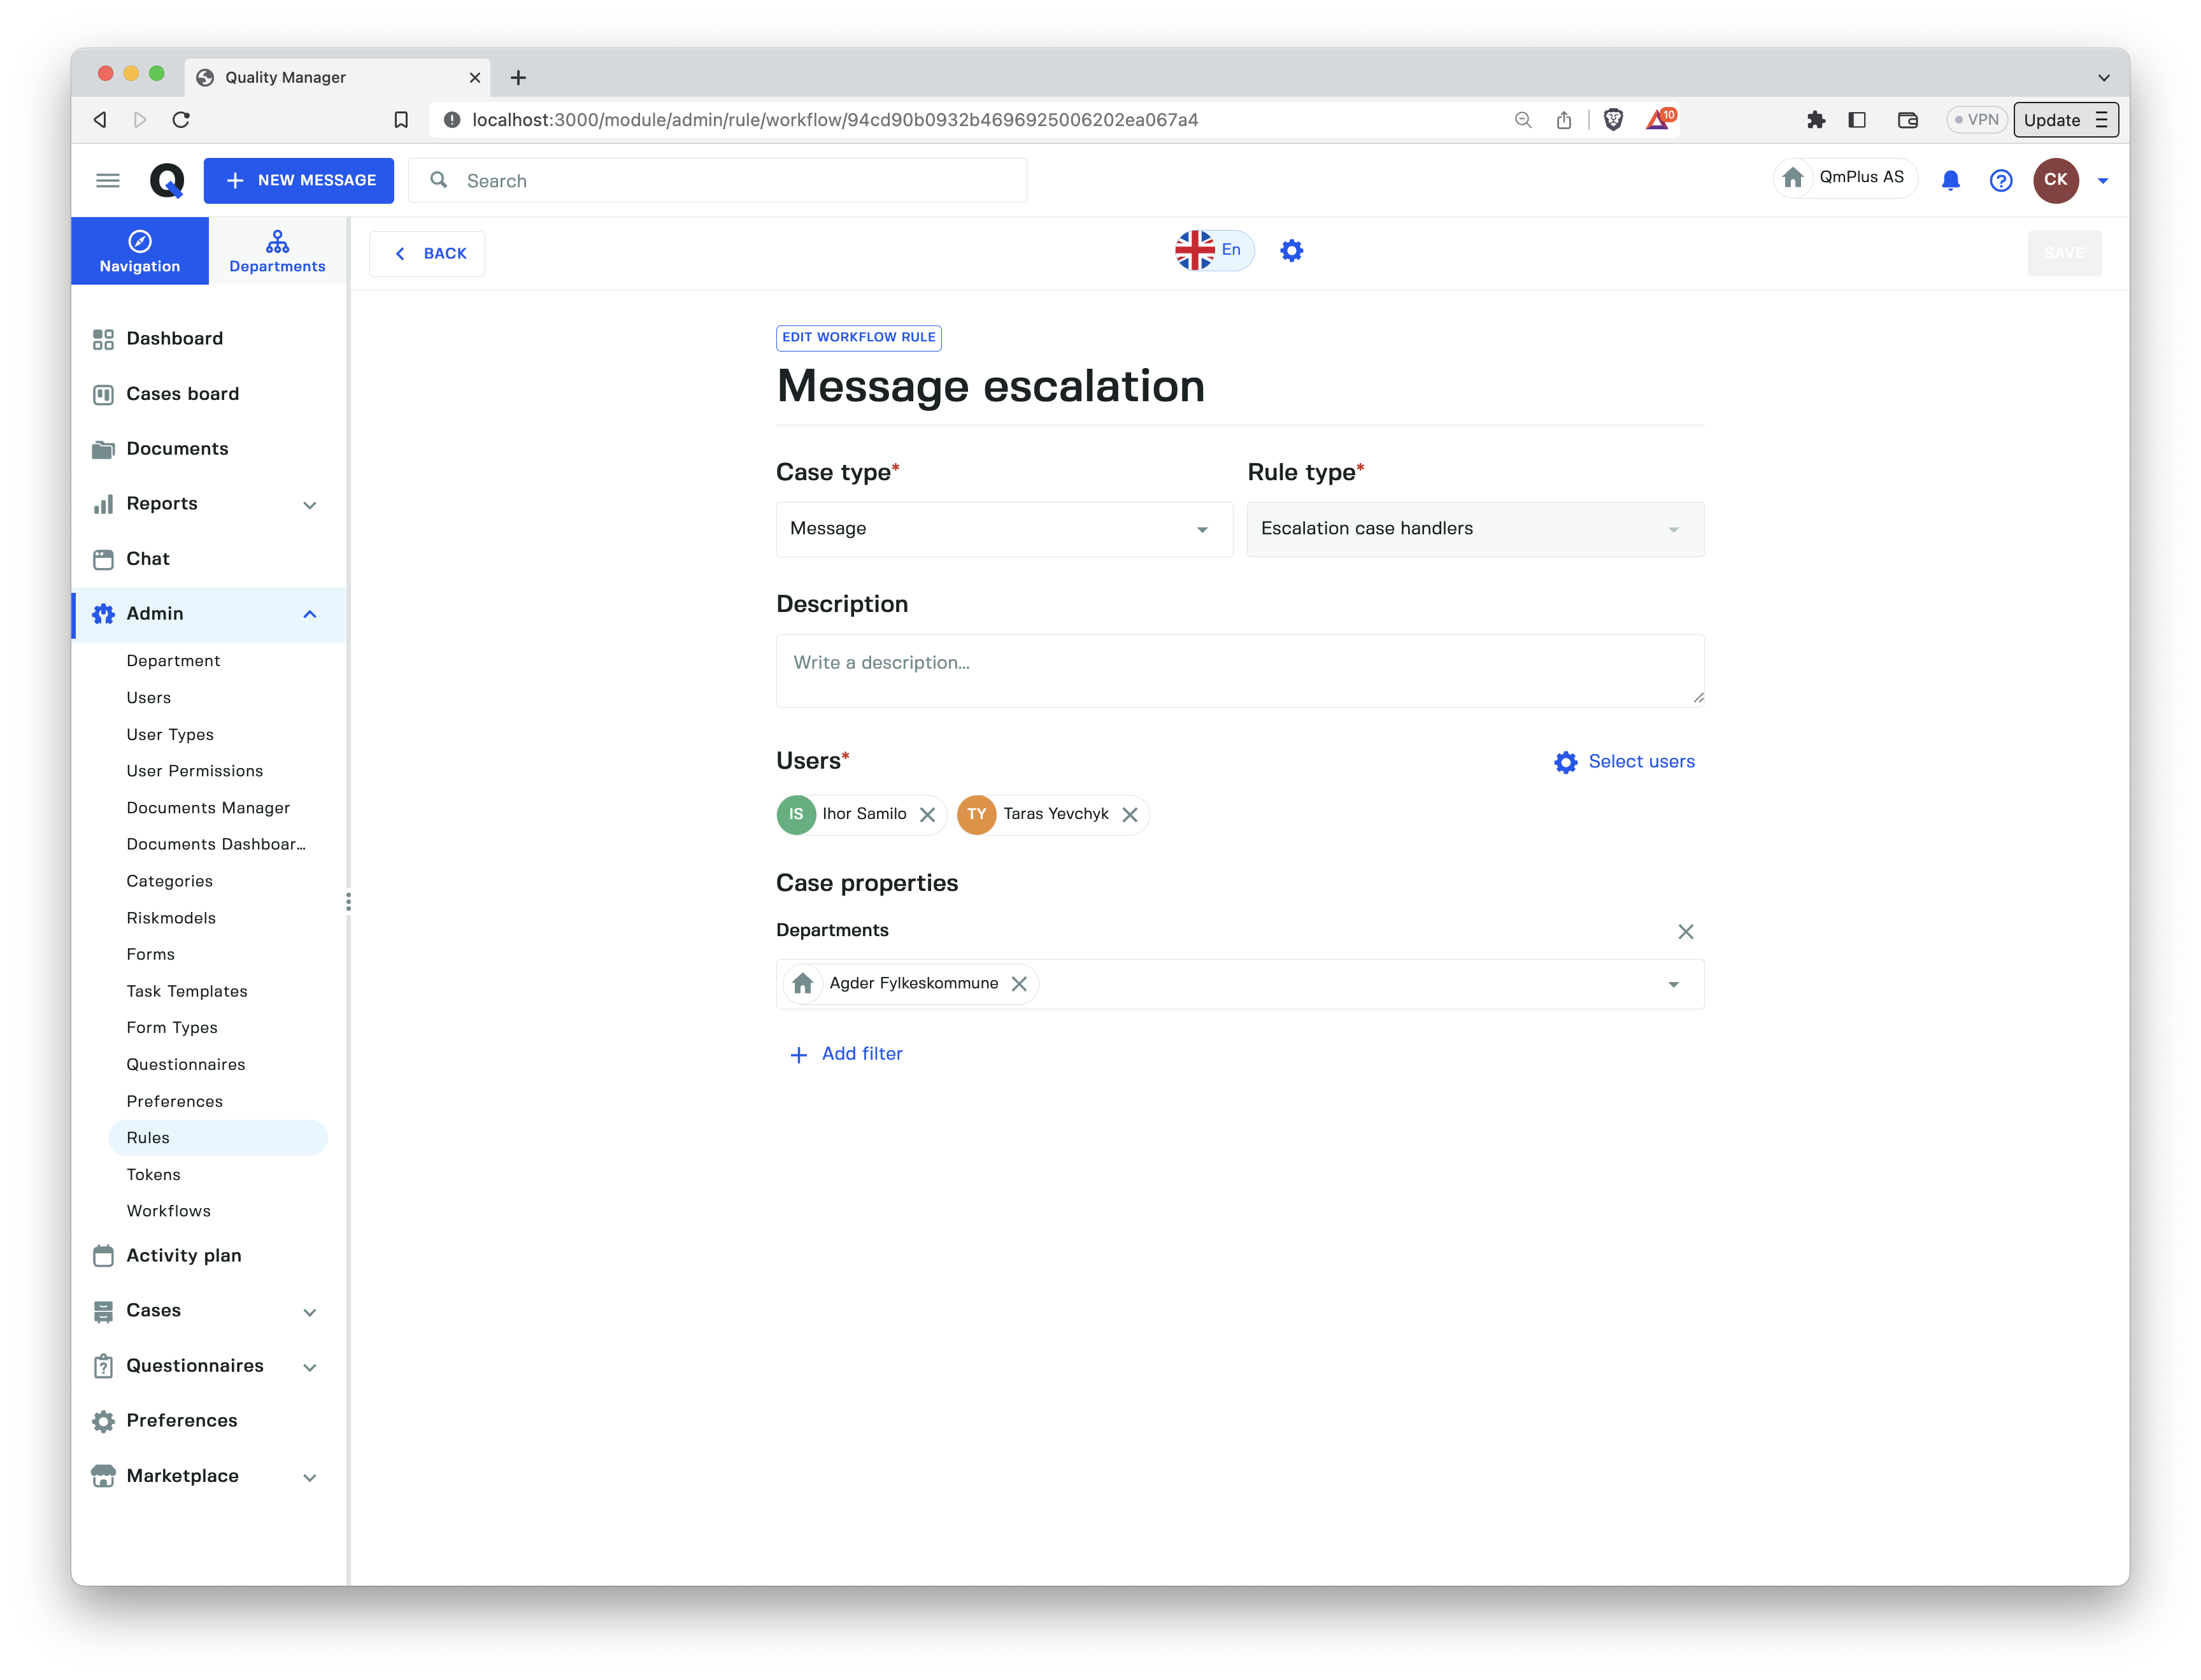 Quality Manager
localhost:3000/module/admin/rule/workflow/94cd90b0932b4696925006202ea067a4
10
VPN
Update
NEW MESSAGE
Search
QmPlus AS
CK
Navigation
Departments
BACK
En
SAVE
Dashboard
Cases board
Documents
Reports
Chat
Admin
Department
Users
User Types
User Permissions
Documents Manager
Documents Dashboar...
Categories
Riskmodels
Forms
Task Templates
Form Types
Questionnaires
Preferences
Rules
Tokens
Workflows
Activity plan
Cases
Questionnaires
Preferences
Marketplace
EDIT WORKFLOW RULE
Message escalation
Case type*
Rule type*
Message
Escalation case handlers
Description
Write a description...
Users*
Select users
IS Ihor Samilo
TY Taras Yevchyk
Case properties
Departments
Agder Fylkeskommune
Add filter